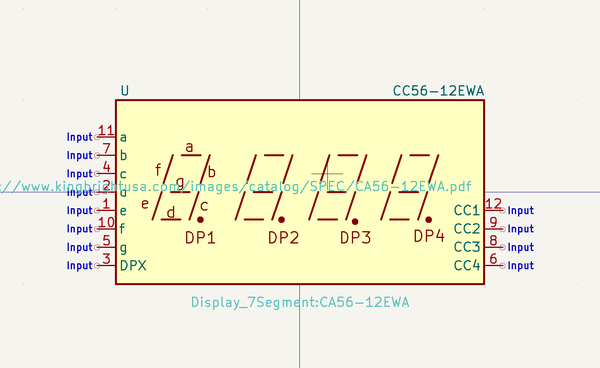 U CC56-12EWA
Input 11 a
a
Input 7 b
f b
Input 4 c
g
://www.kingbrightusa.com/images/catalog/SPEC/CA56-12EWA.pdf
2
e d c
Input 1 e CC1 12 Input
Input 10 f CC2 9 Input
DP1 DP2 DP3 DP4
Input 5 g CC3 8 Input
Input 3 DPX CC4 6 Input
Display_7Segment:CA56-12EWA